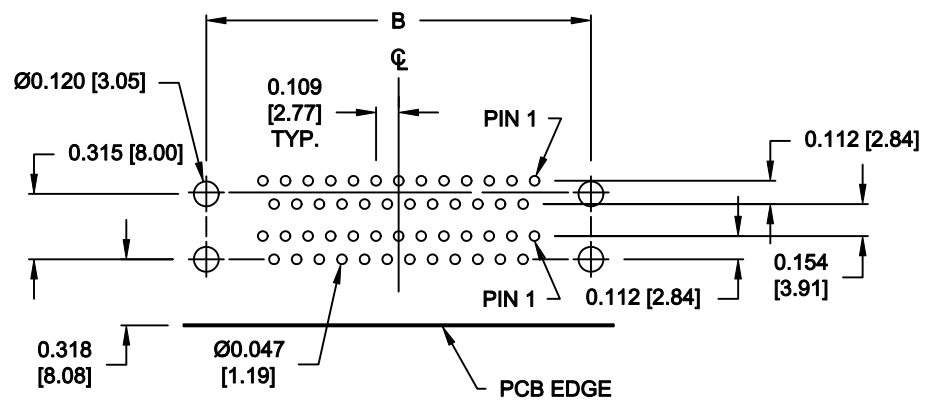 B
℄
Ø0.120 [3.05]
0.109
[2.77]
TYP.
PIN 1
0.112 [2.84]
0.315 [8.00]
0.154
[3.91]
PIN 1
0.112 [2.84]
0.318
[8.08]
Ø0.047
[1.19]
PCB EDGE